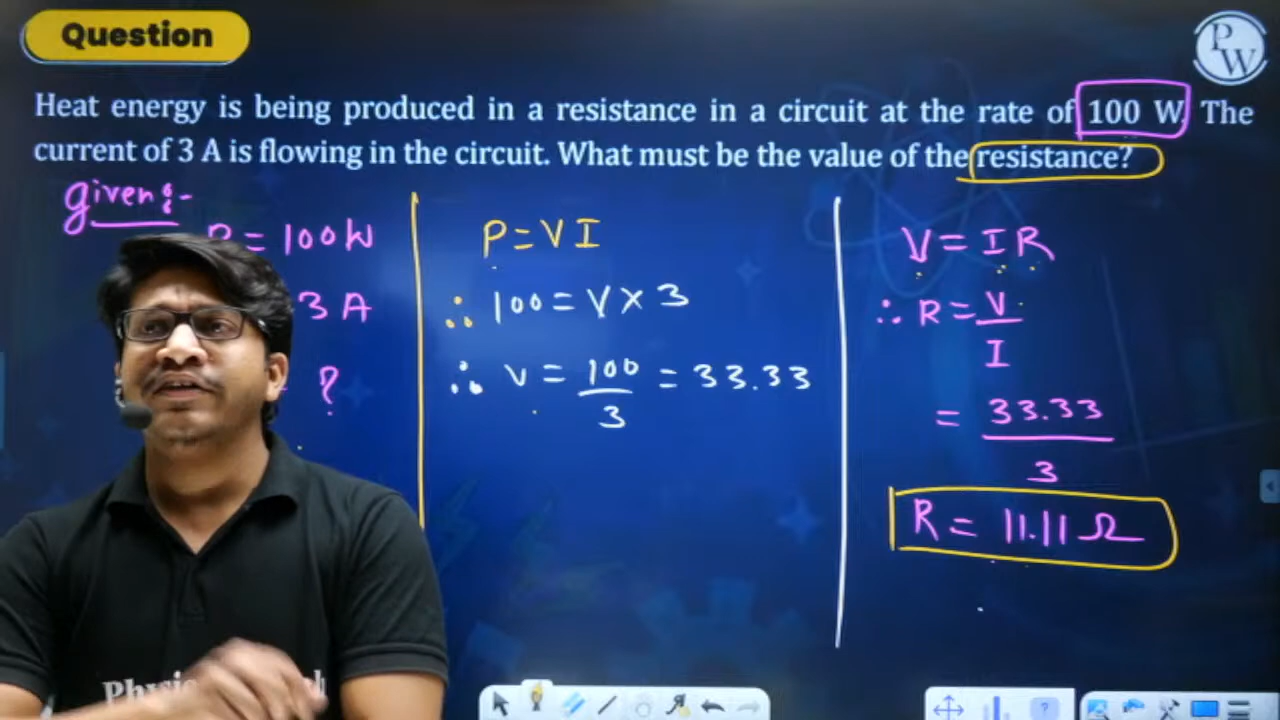 Question
PW
Heat energy is being produced in a resistance in a circuit at the rate of 100 W. The
current of 3 A is flowing in the circuit. What must be the value of the resistance?
given :-
P = 100 W
3 A
?
P = V I
∴ 100 = V × 3
∴ V = 100/3 = 33.33
V = I R
∴ R = V/I
= 33.33/3
R = 11.11 Ω